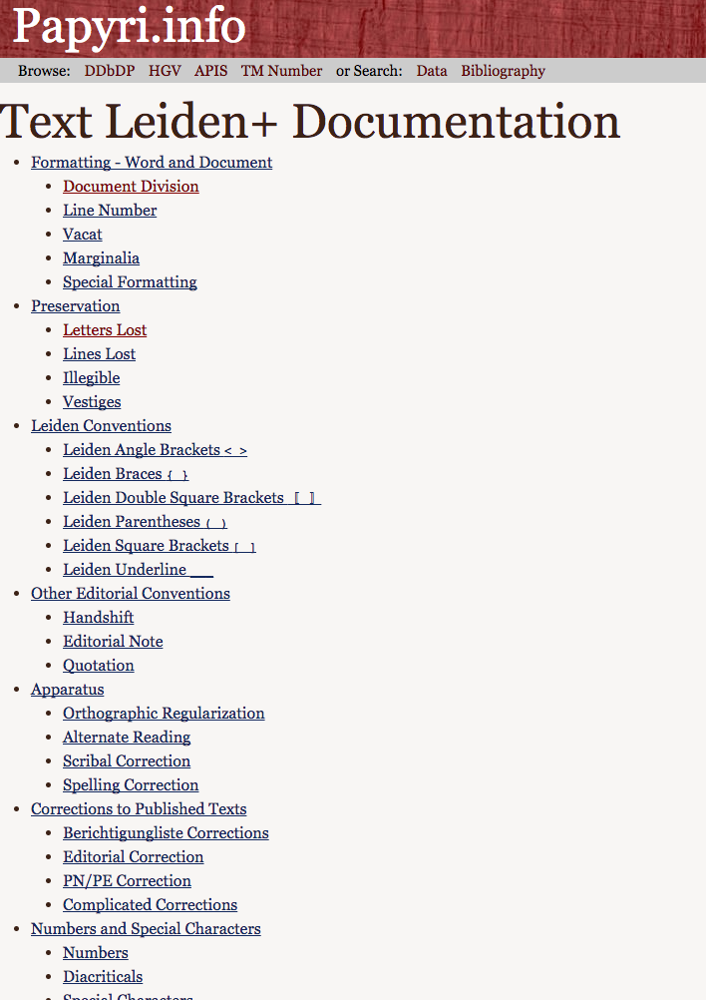 Papyri.info
Browse: DDbDP HGV APIS TM Number or Search: Data Bibliography
Text Leiden+ Documentation
• Formatting - Word and Document
• Document Division
• Line Number
• Vacat
• Marginalia
• Special Formatting
• Preservation
• Letters Lost
• Lines Lost
• Illegible
• Vestiges
• Leiden Conventions
• Leiden Angle Brackets < >
• Leiden Braces { }
• Leiden Double Square Brackets 〚 〛
• Leiden Parentheses ( )
• Leiden Square Brackets [ ]
• Leiden Underline ___
• Other Editorial Conventions
• Handshift
• Editorial Note
• Quotation
• Apparatus
• Orthographic Regularization
• Alternate Reading
• Scribal Correction
• Spelling Correction
• Corrections to Published Texts
• Berichtigungliste Corrections
• Editorial Correction
• PN/PE Correction
• Complicated Corrections
• Numbers and Special Characters
• Numbers
• Diacriticals
• Special Characters